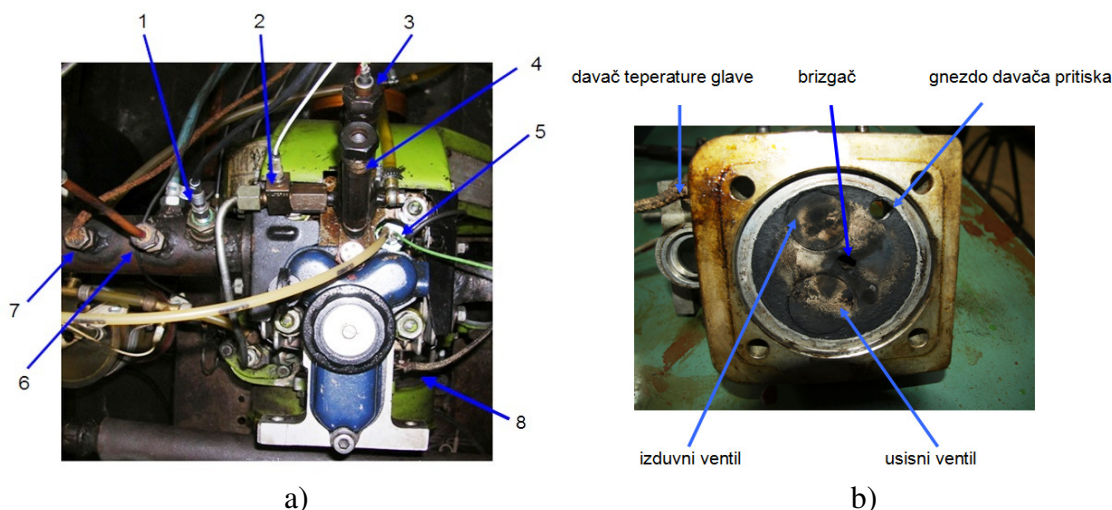 1
2
3
4
5
6
7
8
a)
davač teperature glave
brizgač
gnezdo davača pritiska
izduvni ventil
usisni ventil
b)